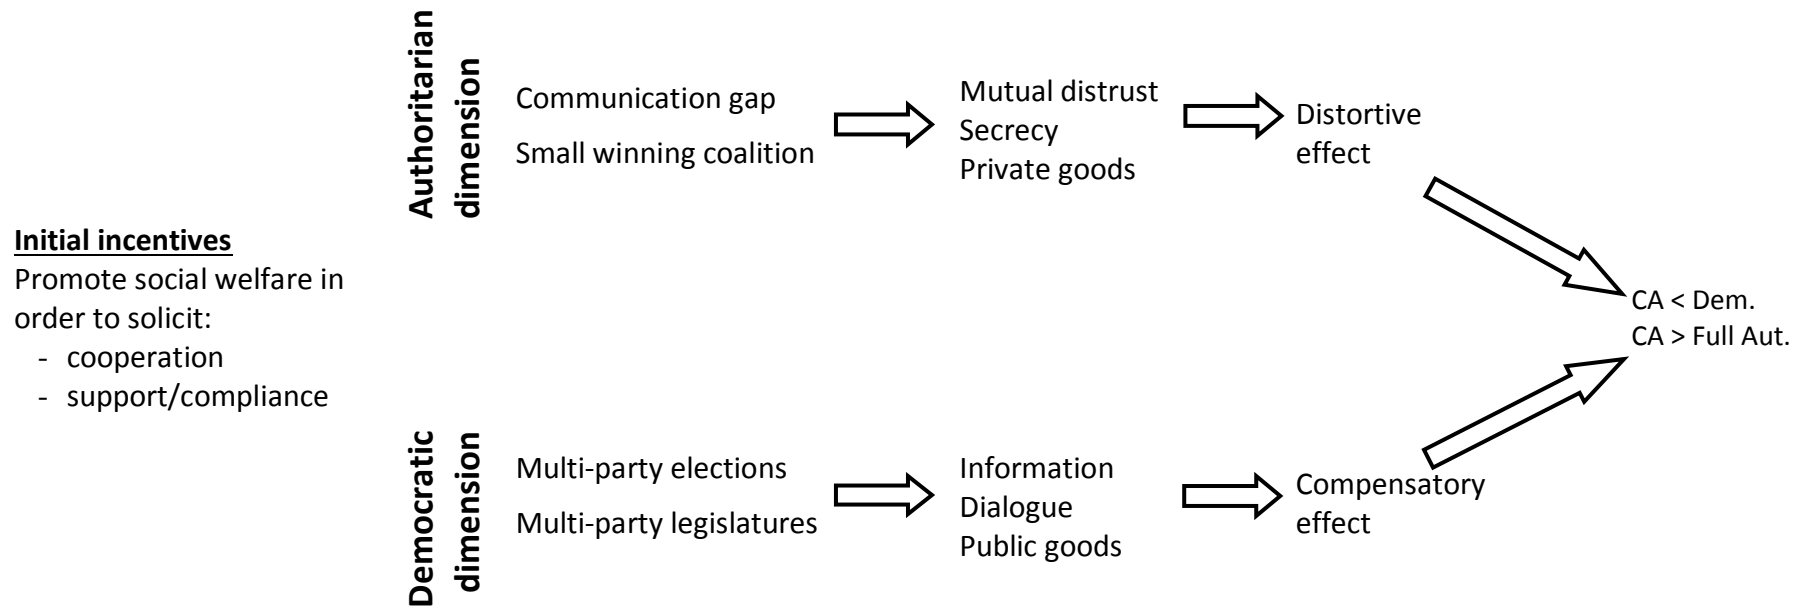 Initial incentives
Promote social welfare in
order to solicit:
- cooperation
- support/compliance
Authoritarian
dimension
Communication gap
Small winning coalition
Mutual distrust
Secrecy
Private goods
Distortive
effect
Democratic
dimension
Multi-party elections
Multi-party legislatures
Information
Dialogue
Public goods
Compensatory
effect
CA < Dem.
CA > Full Aut.